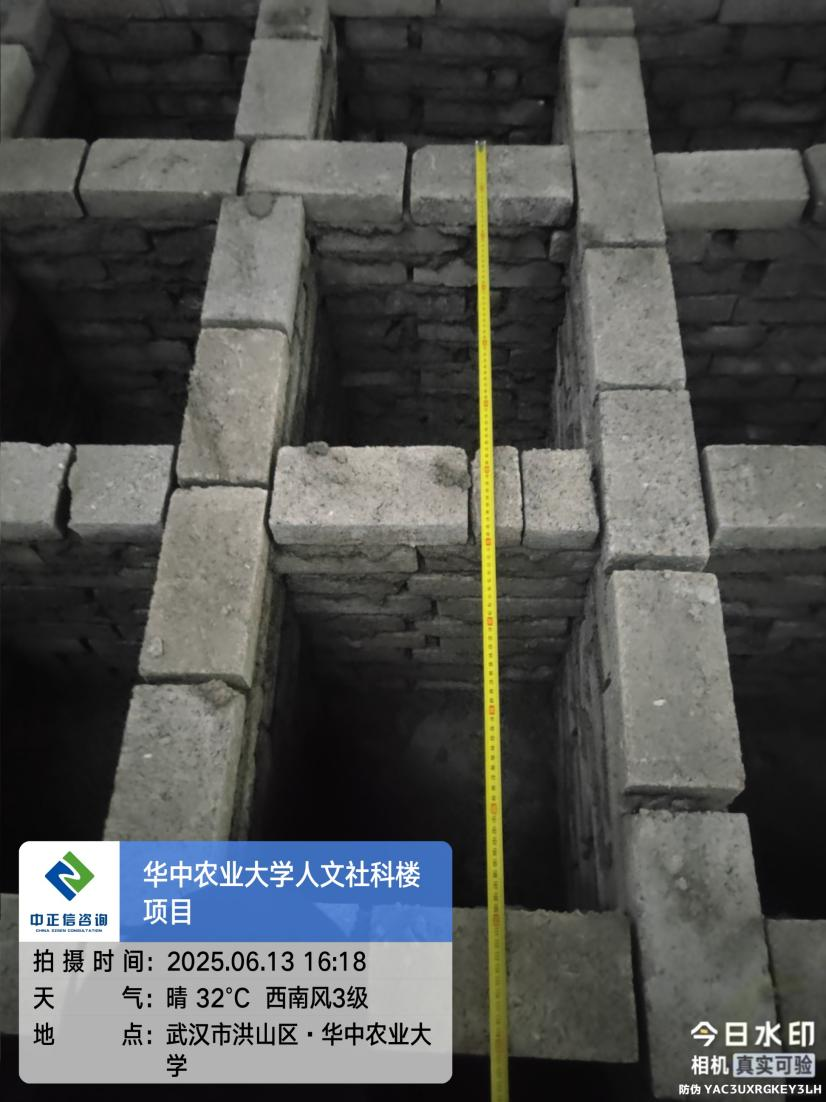 华中农业大学人文社科楼
项目
中正信咨询
拍摄时间：2025.06.13 16:18
天气：晴 32°C 西南风3级
地点：武汉市洪山区·华中农业大
学
今日水印
相机 真实可验
防伪 YAC3UXRGKEY3LH